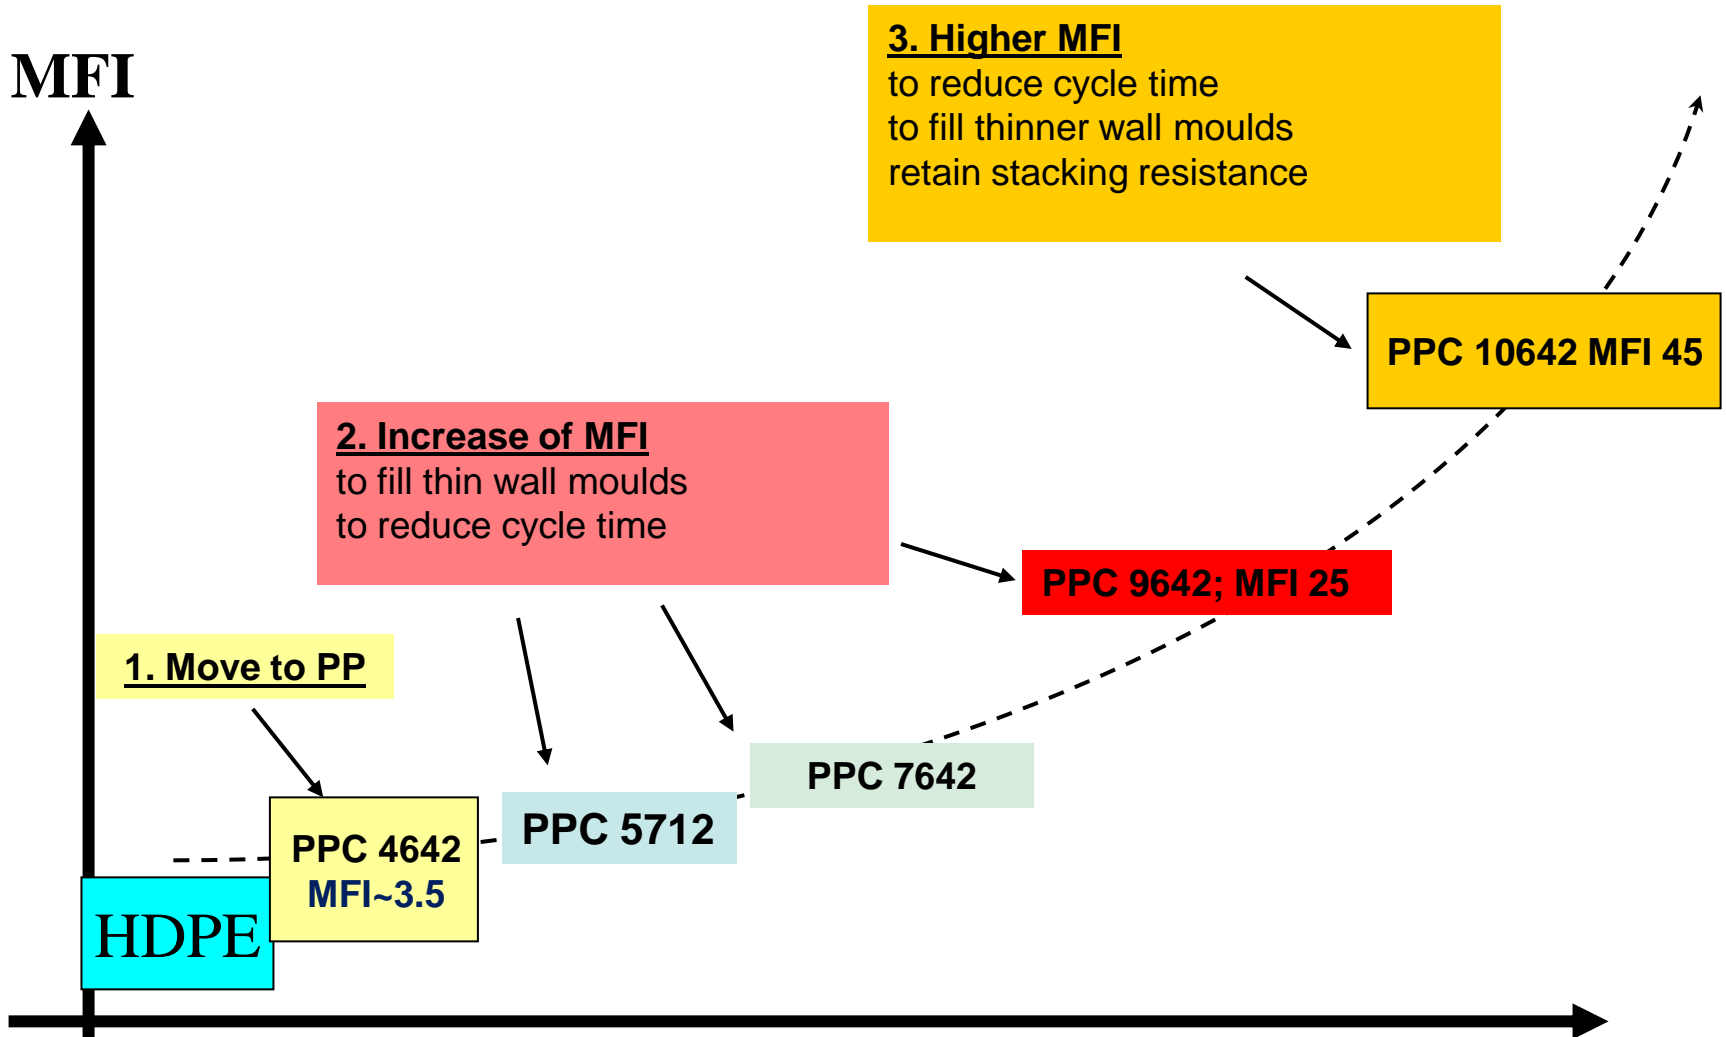 MFI
3. Higher MFI
to reduce cycle time
to fill thinner wall moulds
retain stacking resistance
PPC 10642 MFI 45
2. Increase of MFI
to fill thin wall moulds
to reduce cycle time
PPC 9642; MFI 25
1. Move to PP
PPC 7642
PPC 5712
PPC 4642
MFI~3.5
HDPE